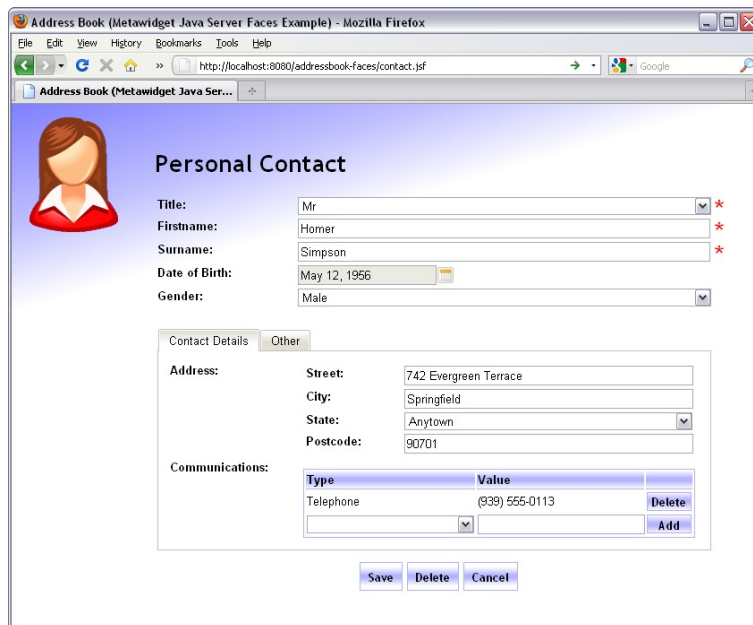 Address Book (Metawidget Java Server Faces Example) - Mozilla Firefox
File Edit View History Bookmarks Tools Help
» http://localhost:8080/addressbook-faces/contact.jsf Google
Address Book (Metawidget Java Ser...
Personal Contact
Title: Mr *
Firstname: Homer *
Surname: Simpson *
Date of Birth: May 12, 1956
Gender: Male
Contact Details Other
Address: Street: 742 Evergreen Terrace
City: Springfield
State: Anytown
Postcode: 90701
Communications:
Type Value
Telephone (939) 555-0113 Delete
Add
Save Delete Cancel